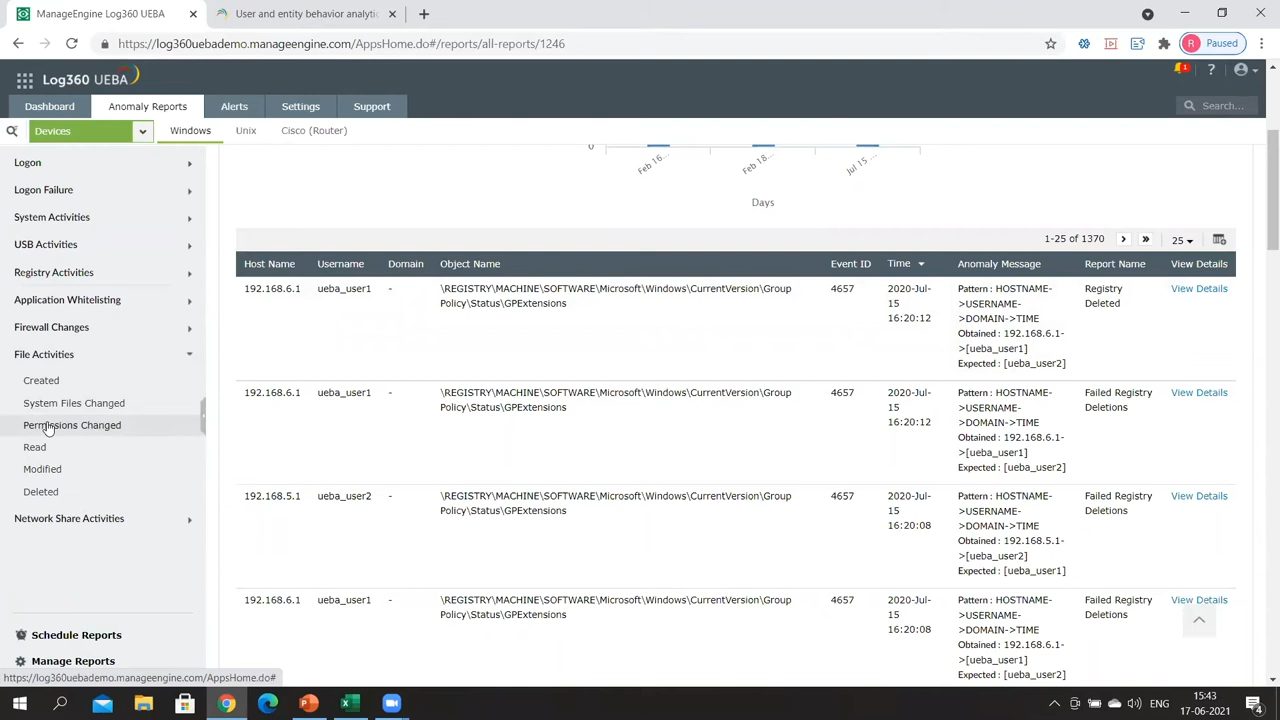 ManageEngine Log360 UEBA
User and entity behavior analytic
https://log360uebademo.manageengine.com/AppsHome.do#/reports/all-reports/1246
R Paused
Log360 UEBA
1
?
Dashboard
Anomaly Reports
Alerts
Settings
Support
Search...
Devices
Windows
Unix
Cisco (Router)
Logon
Logon Failure
System Activities
USB Activities
Registry Activities
Application Whitelisting
Firewall Changes
File Activities
Created
System Files Changed
Permissions Changed
Read
Modified
Deleted
Network Share Activities
Schedule Reports
Manage Reports
https://log360uebademo.manageengine.com/AppsHome.do#
0
Feb 16...
Feb 18...
Jul 15 ...
Days
1-25 of 1370
25
Host Name Username Domain Object Name Event ID Time Anomaly Message Report Name View Details
192.168.6.1 ueba_user1 - \REGISTRY\MACHINE\SOFTWARE\Microsoft\Windows\CurrentVersion\Group 4657 2020-Jul- Pattern : HOSTNAME- Registry View Details
Policy\Status\GPExtensions 15 >USERNAME- Deleted
16:20:12 >DOMAIN->TIME
Obtained : 192.168.6.1-
>[ueba_user1]
Expected : [ueba_user2]
192.168.6.1 ueba_user1 - \REGISTRY\MACHINE\SOFTWARE\Microsoft\Windows\CurrentVersion\Group 4657 2020-Jul- Pattern : HOSTNAME- Failed Registry View Details
Policy\Status\GPExtensions 15 >USERNAME- Deletions
16:20:12 >DOMAIN->TIME
Obtained : 192.168.6.1-
>[ueba_user1]
Expected : [ueba_user2]
192.168.5.1 ueba_user2 - \REGISTRY\MACHINE\SOFTWARE\Microsoft\Windows\CurrentVersion\Group 4657 2020-Jul- Pattern : HOSTNAME- Failed Registry View Details
Policy\Status\GPExtensions 15 >USERNAME- Deletions
16:20:08 >DOMAIN->TIME
Obtained : 192.168.5.1-
>[ueba_user2]
Expected : [ueba_user1]
192.168.6.1 ueba_user1 - \REGISTRY\MACHINE\SOFTWARE\Microsoft\Windows\CurrentVersion\Group 4657 2020-Jul- Pattern : HOSTNAME- Failed Registry View Details
Policy\Status\GPExtensions 15 >USERNAME- Deletions
16:20:08 >DOMAIN->TIME
Obtained : 192.168.6.1-
>[ueba_user1]
Expected : [ueba_user2]
ENG
15:43
17-06-2021
4